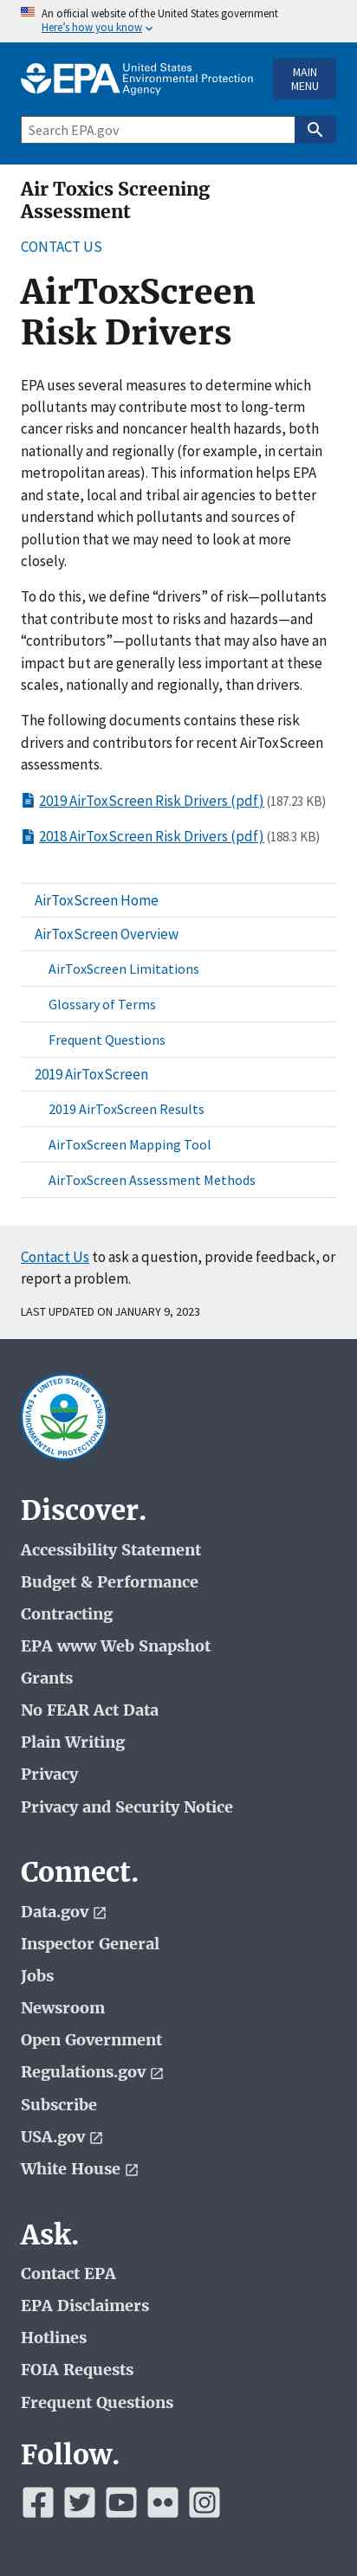 An official website of the United States government
Here's how you know
EPA United States
Environmental Protection
Agency
MAIN
MENU
Search EPA.gov
Air Toxics Screening
Assessment
CONTACT US
AirToxScreen
Risk Drivers
EPA uses several measures to determine which
pollutants may contribute most to long-term
cancer risks and noncancer health hazards, both
nationally and regionally (for example, in certain
metropolitan areas). This information helps EPA
and state, local and tribal air agencies to better
understand what pollutants and sources of
pollution that we may need to look at more
closely.
To do this, we define “drivers” of risk—pollutants
that contribute most to risks and hazards—and
“contributors”—pollutants that may also have an
impact but are generally less important at these
scales, nationally and regionally, than drivers.
The following documents contains these risk
drivers and contributors for recent AirToxScreen
assessments.
2019 AirToxScreen Risk Drivers (pdf) (187.23 KB)
2018 AirToxScreen Risk Drivers (pdf) (188.3 KB)
AirToxScreen Home
AirToxScreen Overview
AirToxScreen Limitations
Glossary of Terms
Frequent Questions
2019 AirToxScreen
2019 AirToxScreen Results
AirToxScreen Mapping Tool
AirToxScreen Assessment Methods
Contact Us to ask a question, provide feedback, or
report a problem.
LAST UPDATED ON JANUARY 9, 2023
UNITED STATES
ENVIRONMENTAL PROTECTION AGENCY
Discover.
Accessibility Statement
Budget & Performance
Contracting
EPA www Web Snapshot
Grants
No FEAR Act Data
Plain Writing
Privacy
Privacy and Security Notice
Connect.
Data.gov
Inspector General
Jobs
Newsroom
Open Government
Regulations.gov
Subscribe
USA.gov
White House
Ask.
Contact EPA
EPA Disclaimers
Hotlines
FOIA Requests
Frequent Questions
Follow.